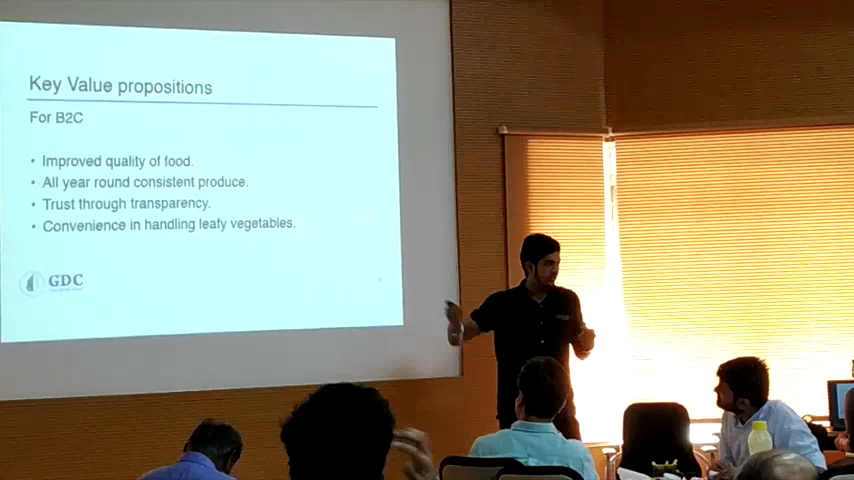 Key Value propositions
For B2C
• Improved quality of food.
• All year round consistent produce.
• Trust through transparency.
• Convenience in handling leafy vegetables.
GDC